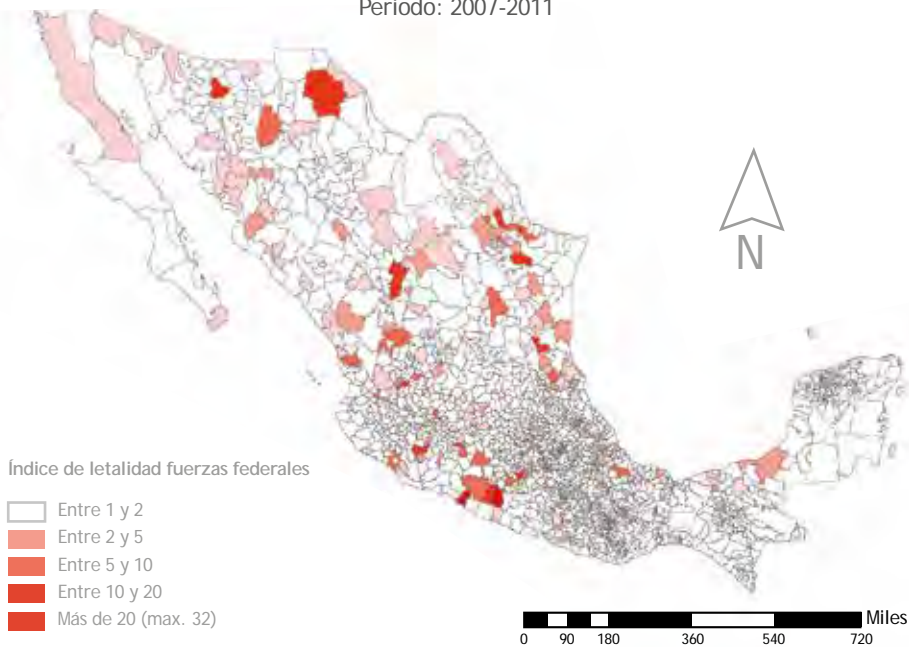 Período: 2007-2011
N
Índice de letalidad fuerzas federales
Entre 1 y 2
Entre 2 y 5
Entre 5 y 10
Entre 10 y 20
Más de 20 (max. 32)
Miles
0 90 180 360 540 720